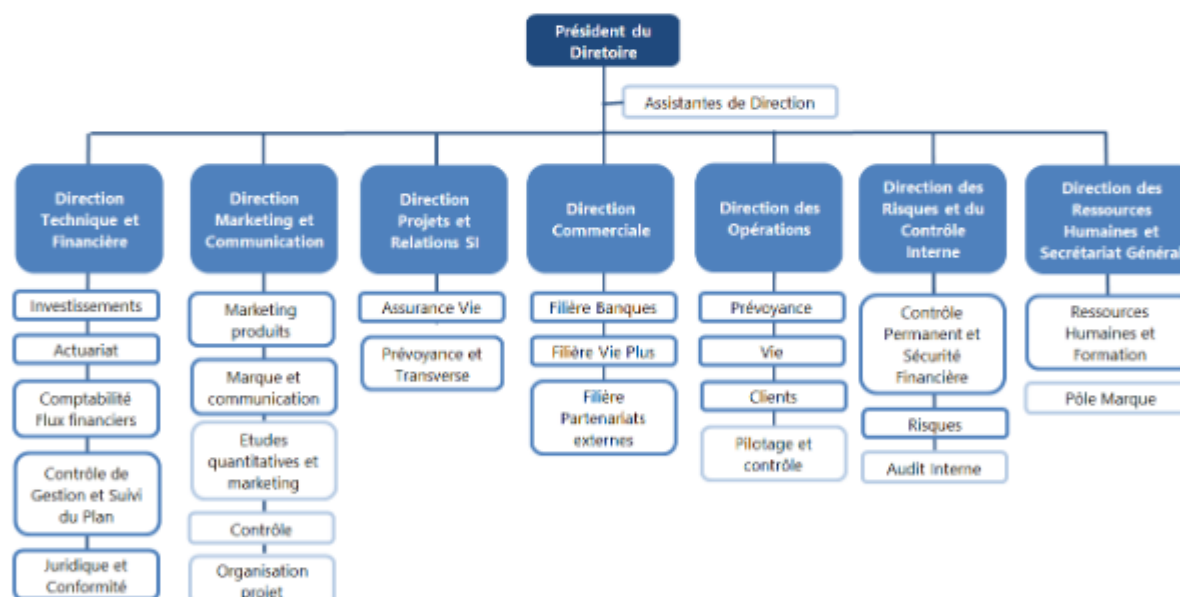 Président du
Diretoire
Assistantes de Direction
Direction
Technique et
Financière
Investissements
Actuariat
Comptabilité
Flux financiers
Contrôle de
Gestion et Suivi
du Plan
Juridique et
Conformité
Direction
Marketing et
Communication
Marketing
produits
Marque et
communication
Etudes
quantitatives et
marketing
Contrôle
Organisation
projet
Direction
Projets et
Relations SI
Assurance Vie
Prévoyance et
Transverse
Direction
Commerciale
Filière Banques
Filière Vie Plus
Filière
Partenariats
externes
Direction des
Opérations
Prévoyance
Vie
Clients
Pilotage et
contrôle
Direction des
Risques et du
Contrôle
Interne
Contrôle
Permanent et
Sécurité
Financière
Risques
Audit Interne
Direction des
Ressources
Humaines et
Secrétariat Général
Ressources
Humaines et
Formation
Pôle Marque